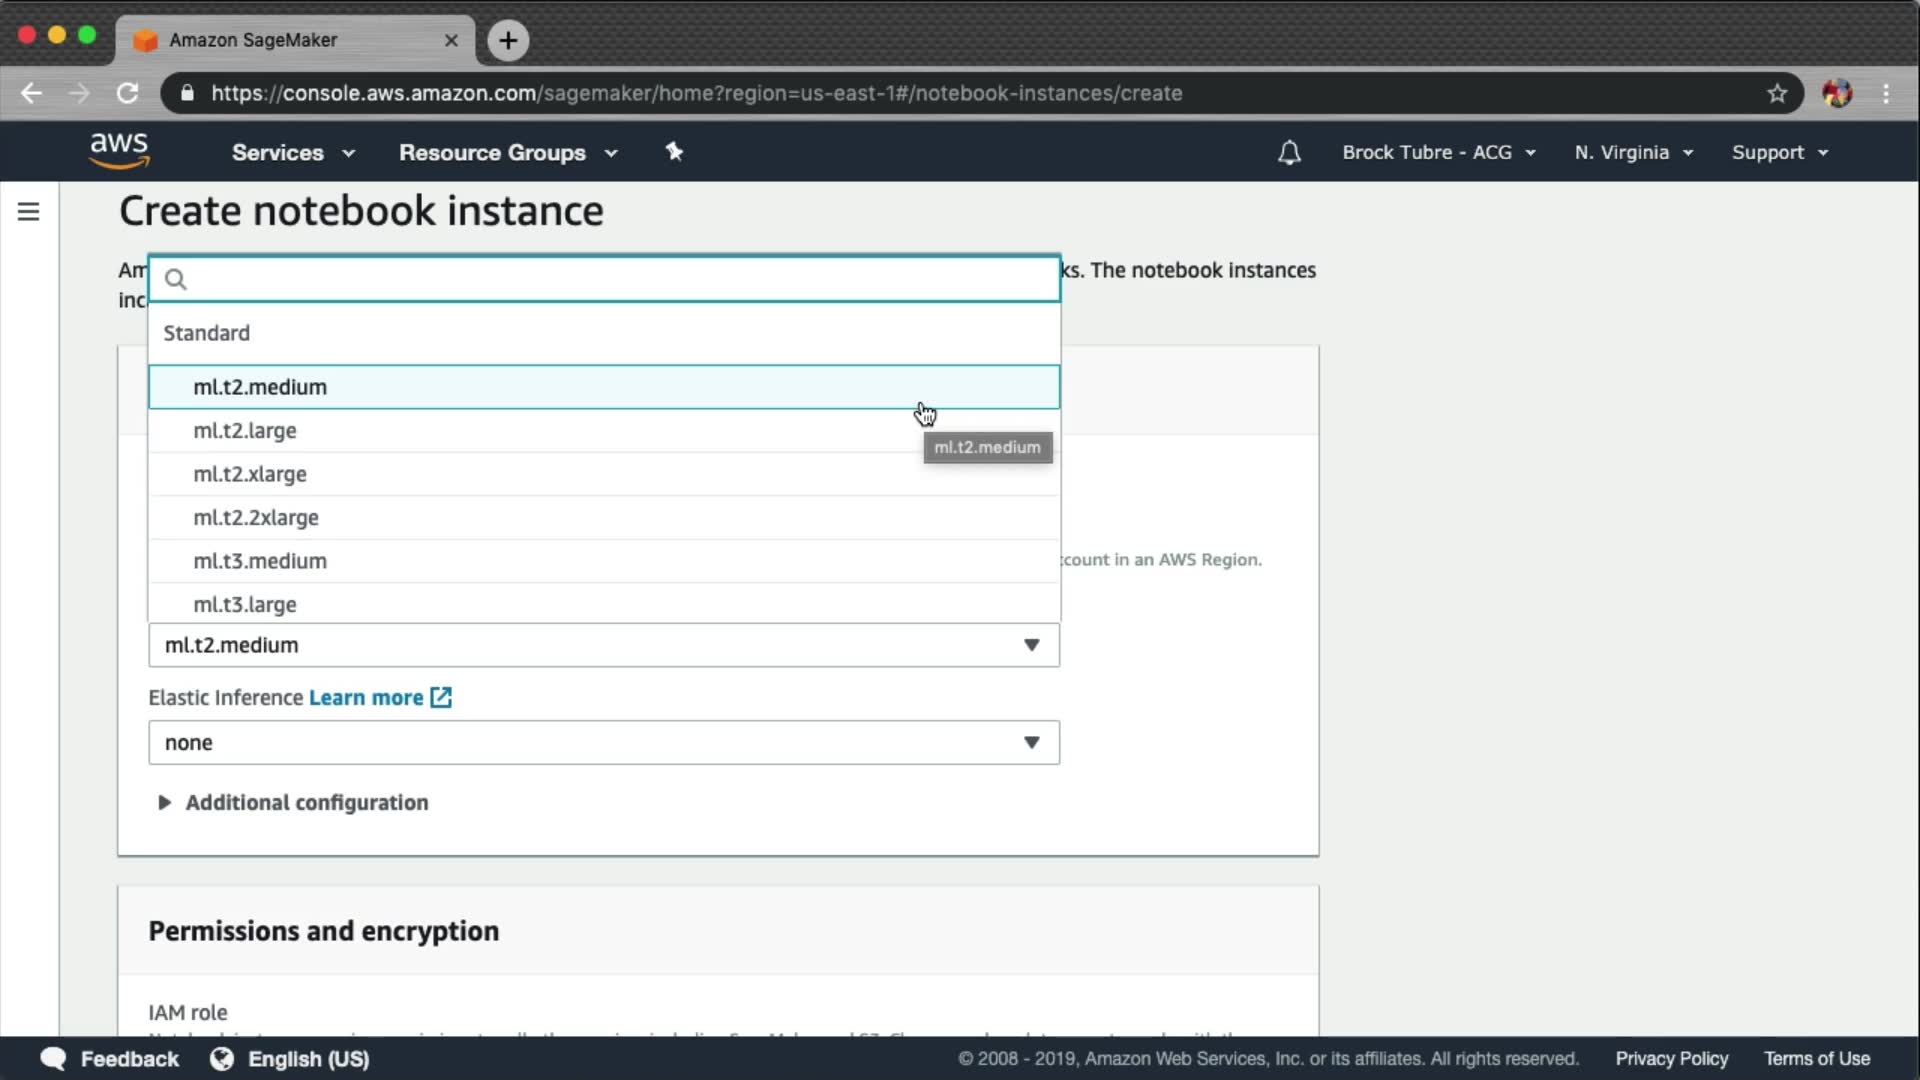 Amazon SageMaker
https://console.aws.amazon.com/sagemaker/home?region=us-east-1#/notebook-instances/create
aws
Services
Resource Groups
Brock Tubre - ACG
N. Virginia
Support
Create notebook instance
Am
ks. The notebook instances
inc
Standard
ml.t2.medium
ml.t2.large
ml.t2.medium
ml.t2.xlarge
ml.t2.2xlarge
ml.t3.medium
count in an AWS Region.
ml.t3.large
ml.t2.medium
Elastic Inference Learn more
none
Additional configuration
Permissions and encryption
IAM role
Feedback
English (US)
© 2008 - 2019, Amazon Web Services, Inc. or its affiliates. All rights reserved.
Privacy Policy
Terms of Use